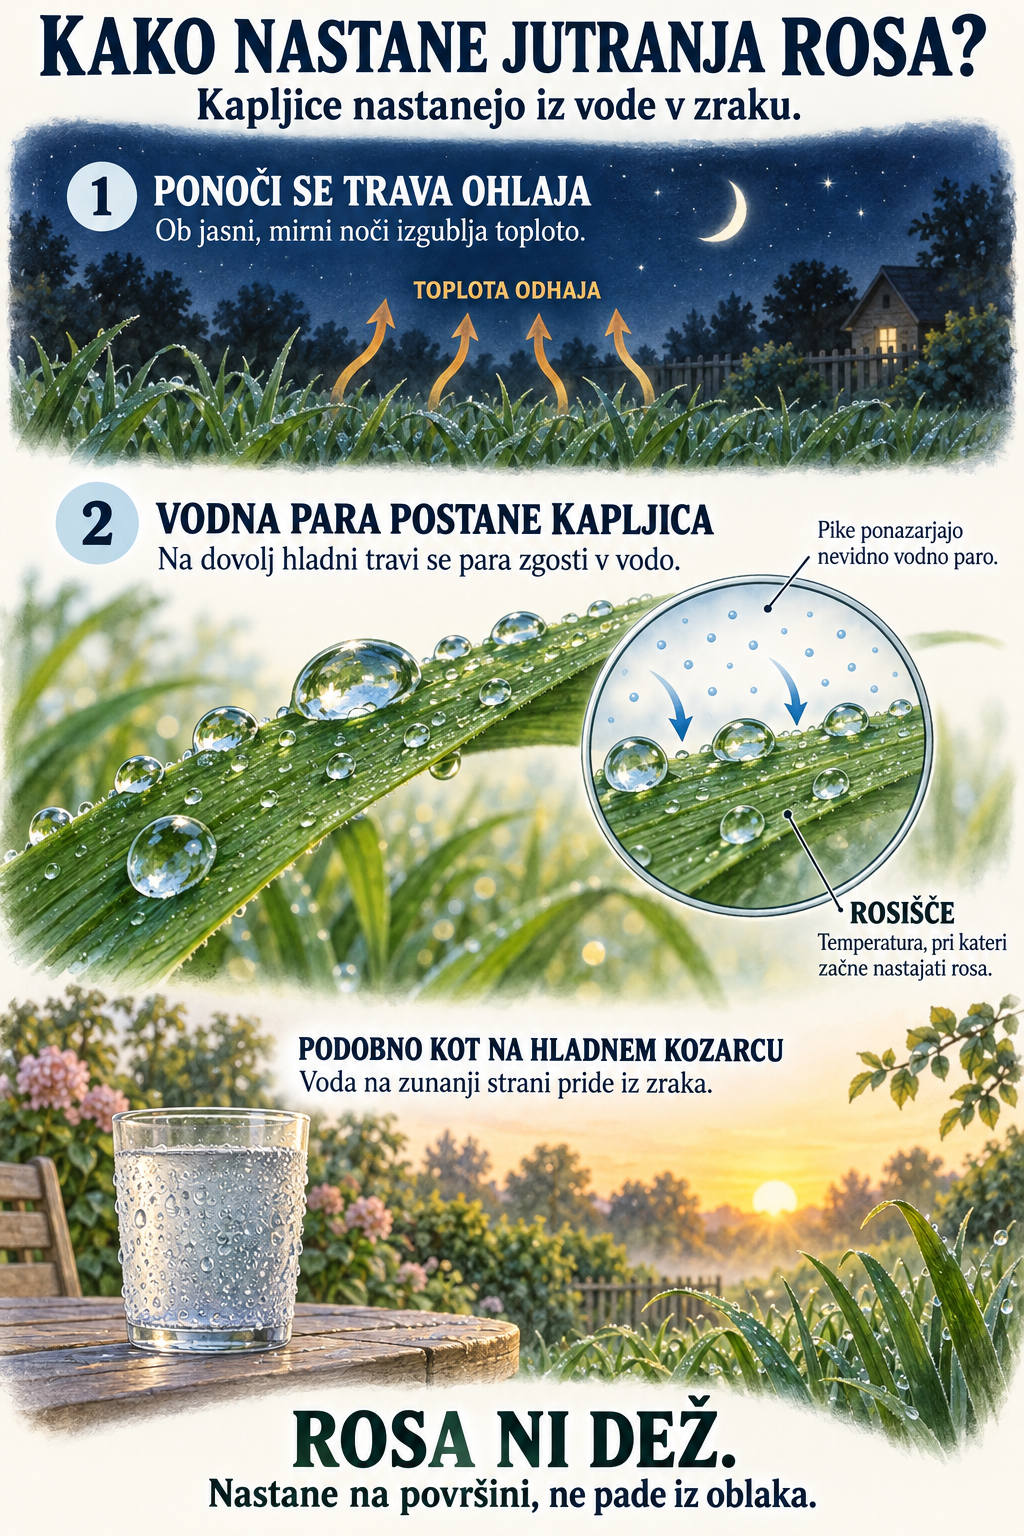 KAKO NASTANE JUTRANJA ROSA?
Kapljice nastanejo iz vode v zraku.
1
PONOČI SE TRAVA OHLAJA
Ob jasni, mirni noči izgublja toploto.
TOPLOTA ODHAJA
2
VODNA PARA POSTANE KAPLJICA
Na dovolj hladni travi se para zgosti v vodo.
Pike ponazarjajo
nevidno vodno paro.
ROSIŠČE
Temperatura, pri kateri
začne nastajati rosa.
PODOBNO KOT NA HLADNEM KOZARCU
Voda na zunanji strani pride iz zraka.
ROSA NI DEŽ.
Nastane na površini, ne pade iz oblaka.